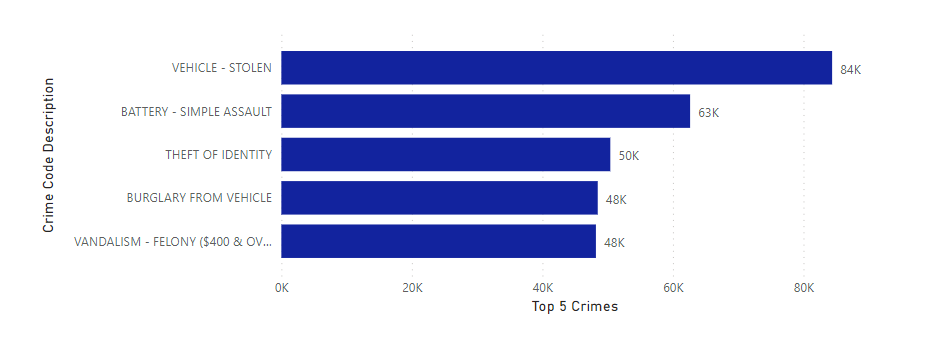 Crime Code Description
VEHICLE - STOLEN
84K
BATTERY - SIMPLE ASSAULT
63K
THEFT OF IDENTITY
50K
BURGLARY FROM VEHICLE
48K
VANDALISM - FELONY ($400 & OV...
48K
0K 20K 40K 60K 80K
Top 5 Crimes